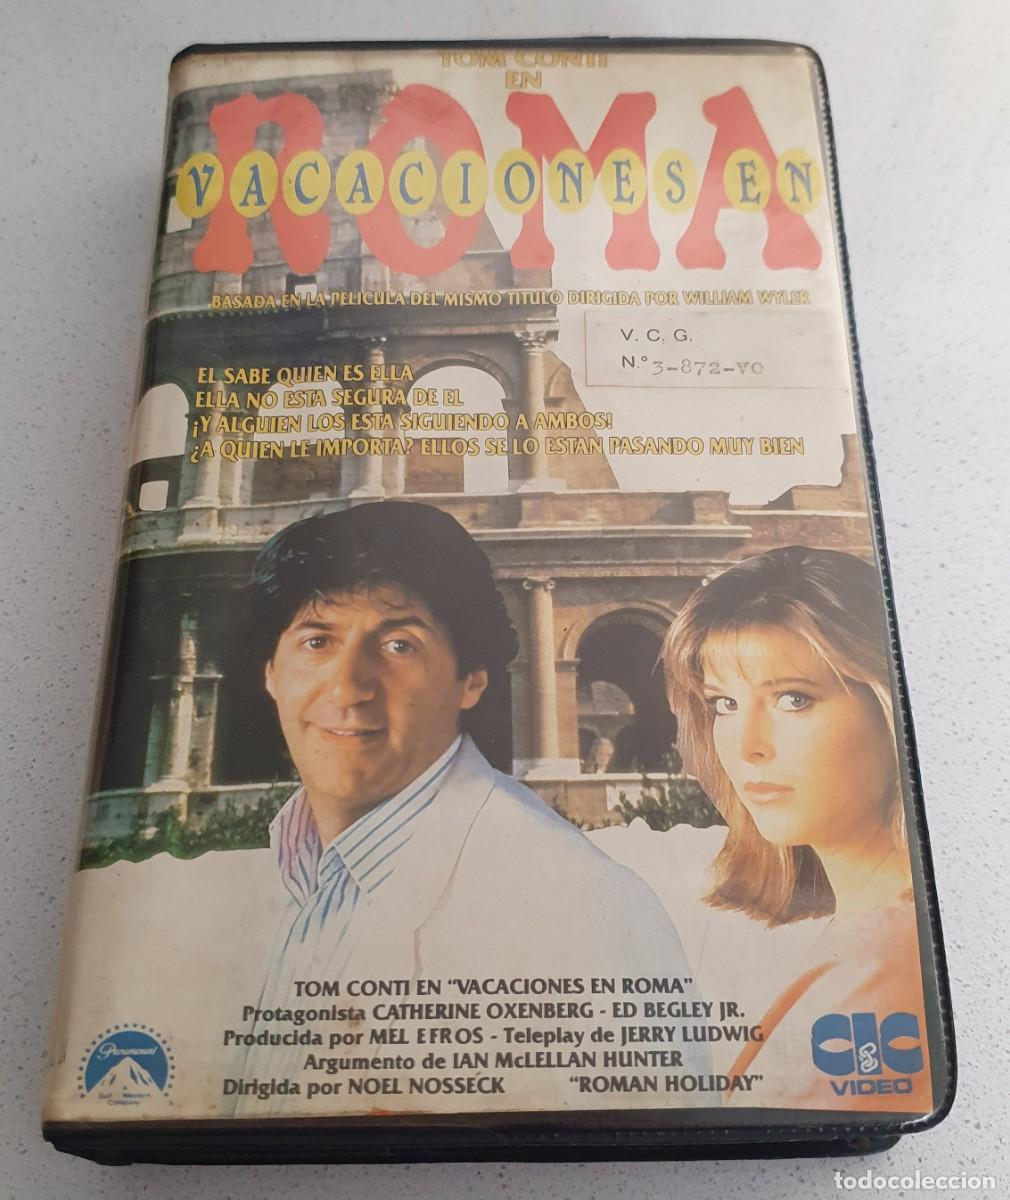 TOM CONTI
EN
VACACIONES EN
ROMA
BASADA EN LA PELICULA DEL MISMO TITULO DIRIGIDA POR WILLIAM WYLER
V. C. G.
N.º 3-872-VO
EL SABE QUIEN ES ELLA
ELLA NO ESTA SEGURA DE EL
¡Y ALGUIEN LOS ESTA SIGUIENDO A AMBOS!
¿A QUIEN LE IMPORTA? ELLOS SE LO ESTAN PASANDO MUY BIEN
TOM CONTI EN “VACACIONES EN ROMA”
Protagonista CATHERINE OXENBERG - ED BEGLEY JR.
Producida por MEL EFROS - Teleplay de JERRY LUDWIG
Argumento de IAN McLELLAN HUNTER
Dirigida por NOEL NOSSECK “ROMAN HOLIDAY”
Paramount
A Gulf + Western
Company
CIC
VIDEO
todocoleccion